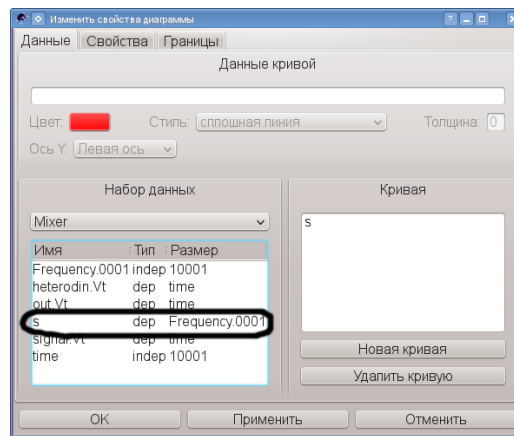 Изменить свойства диаграммы
Данные Свойства Границы
Данные кривой
Цвет: Стиль: сплошная линия Толщина: 0
Ось Y: Левая ось
Набор данных
Mixer
Имя Тип Размер
Frequency.0001 indep 10001
heterodin.Vt dep time
out.Vt dep time
s dep Frequency.0001
signal.Vt dep time
time indep 10001
Кривая
s
Новая кривая
Удалить кривую
OK Применить Отменить